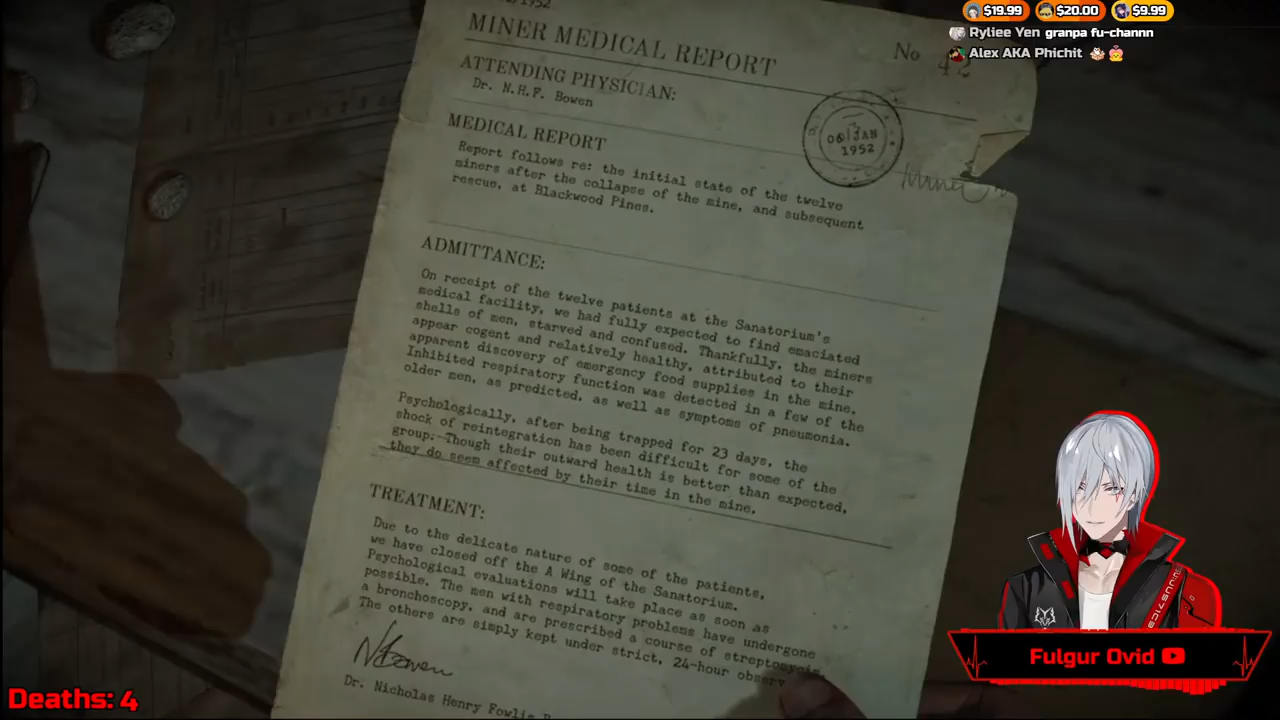 $19.99 $20.00 $9.99
Ryliee Yen granpa fu-channn
Alex AKA Phichit
1952
MINER MEDICAL REPORT
No 42
ATTENDING PHYSICIAN:
Dr. N.H.F. Bowen
06 JAN
1952
MEDICAL REPORT
Report follows re: the initial state of the twelve
miners after the collapse of the mine, and subsequent
rescue, at Blackwood Pines.
ADMITTANCE:
On receipt of the twelve patients at the Sanatorium's
medical facility, we had fully expected to find emaciated
shells of men, starved and confused. Thankfully, the miners
appear cogent and relatively healthy, attributed to their
apparent discovery of emergency food supplies in the mine.
Inhibited respiratory function was detected in a few of the
older men, as predicted, as well as symptoms of pneumonia.
Psychologically, after being trapped for 23 days, the
shock of reintegration has been difficult for some of the
group. Though their outward health is better than expected,
they do seem affected by their time in the mine.
TREATMENT:
Due to the delicate nature of some of the patients,
we have closed off the A Wing of the Sanatorium.
Psychological evaluations will take place as soon as
possible. The men with respiratory problems have undergone
a bronchoscopy, and are prescribed a course of
The others are simply kept under strict, 24-hour
NBowen
Dr. Nicholas Henry
Fulgur Ovid
Deaths: 4